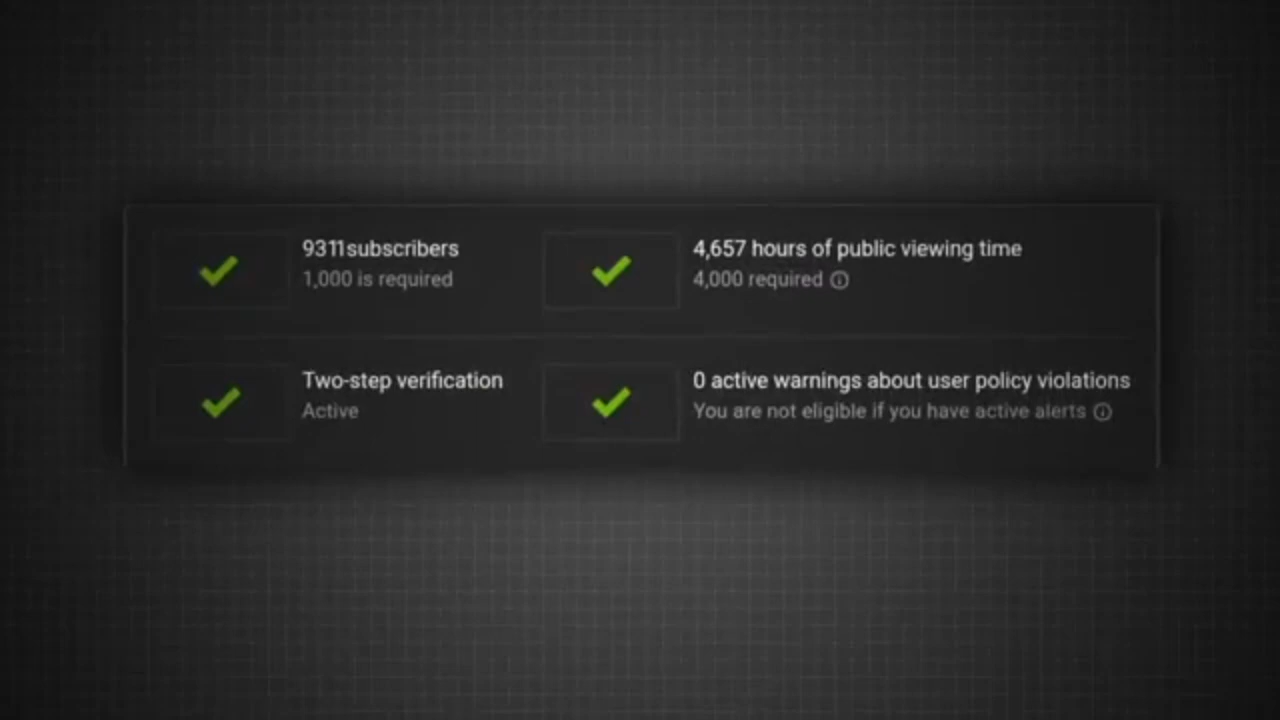 9311subscribers
1,000 is required
4,657 hours of public viewing time
4,000 required
Two-step verification
Active
0 active warnings about user policy violations
You are not eligible if you have active alerts